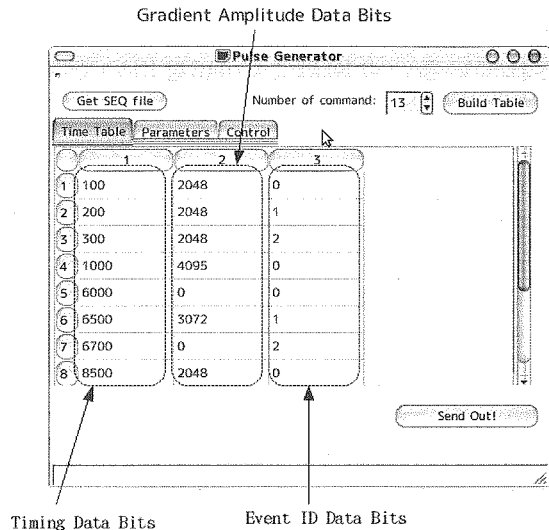 Gradient Amplitude Data Bits
Pulse Generator
Get SEQ file
Number of command:
13
Build Table
Time Table
Parameters
Control
1 2 3
1 100 2048 0
2 200 2048 1
3 300 2048 2
4 1000 4095 0
5 6000 0 0
6 6500 3072 1
7 6700 0 2
8 8500 2048 0
Send Out!
Timing Data Bits
Event ID Data Bits